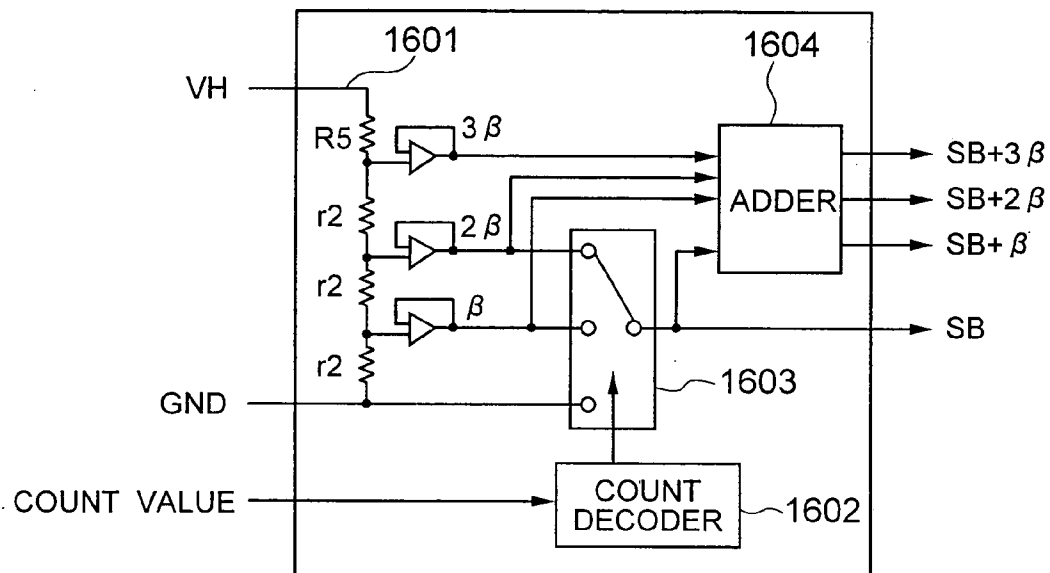 1601
1604
VH
R5
3β
SB+3β
r2
ADDER
SB+2β
2β
SB+β
r2
β
SB
r2
1603
GND
COUNT VALUE
COUNT
DECODER
1602